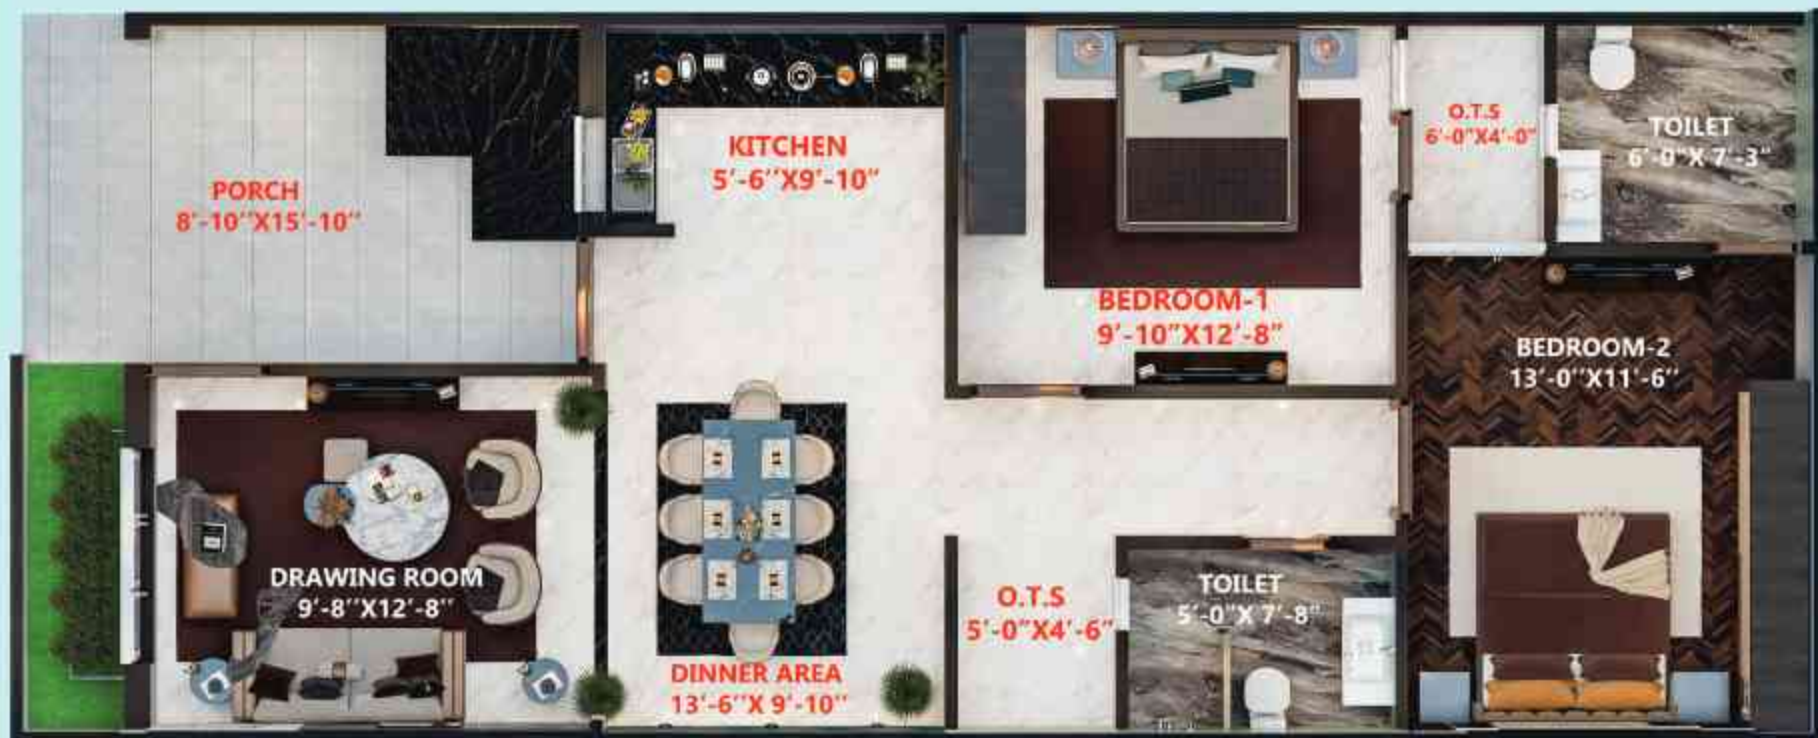 PORCH
8'-10''X15'-10''
KITCHEN
5'-6''X9'-10"
BEDROOM-1
9'-10"X12'-8"
O.T.S
6'-0"X4'-0"
TOILET
6'-0"X 7'-3"
BEDROOM-2
13'-0''X11'-6''
DRAWING ROOM
9'-8''X12'-8''
DINNER AREA
13'-6''X 9'-10''
O.T.S
5'-0"X4'-6"
TOILET
5'-0"X 7'-8"